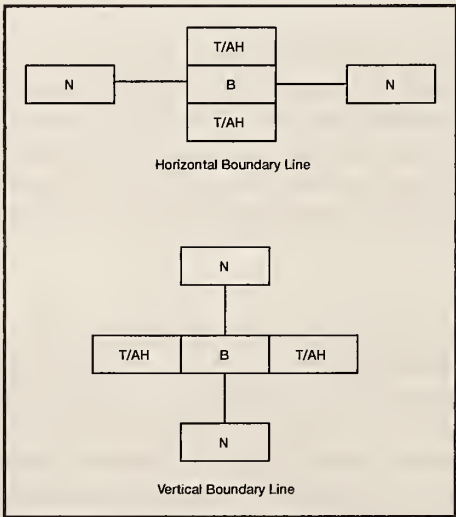 T/AH
N B N
T/AH
Horizontal Boundary Line
N
T/AH B T/AH
N
Vertical Boundary Line